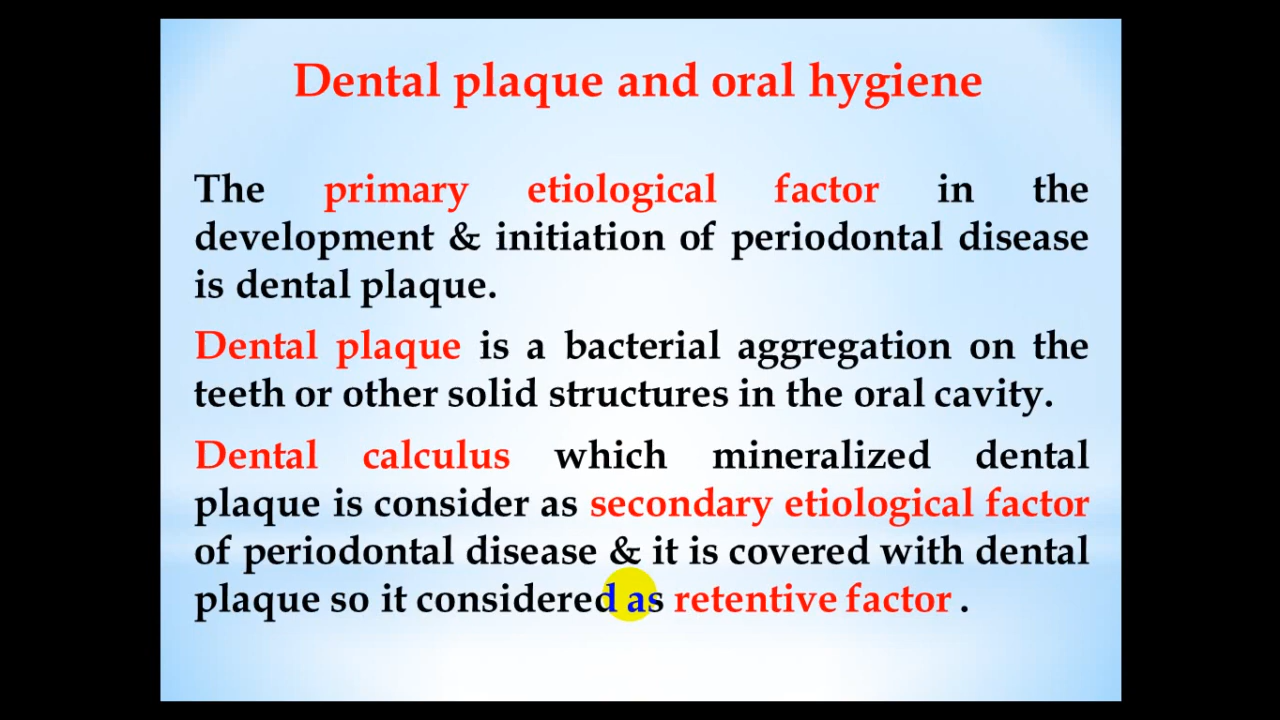 Dental plaque and oral hygiene
The primary etiological factor in the
development & initiation of periodontal disease
is dental plaque.
Dental plaque is a bacterial aggregation on the
teeth or other solid structures in the oral cavity.
Dental calculus which mineralized dental
plaque is consider as secondary etiological factor
of periodontal disease & it is covered with dental
plaque so it considered as retentive factor .